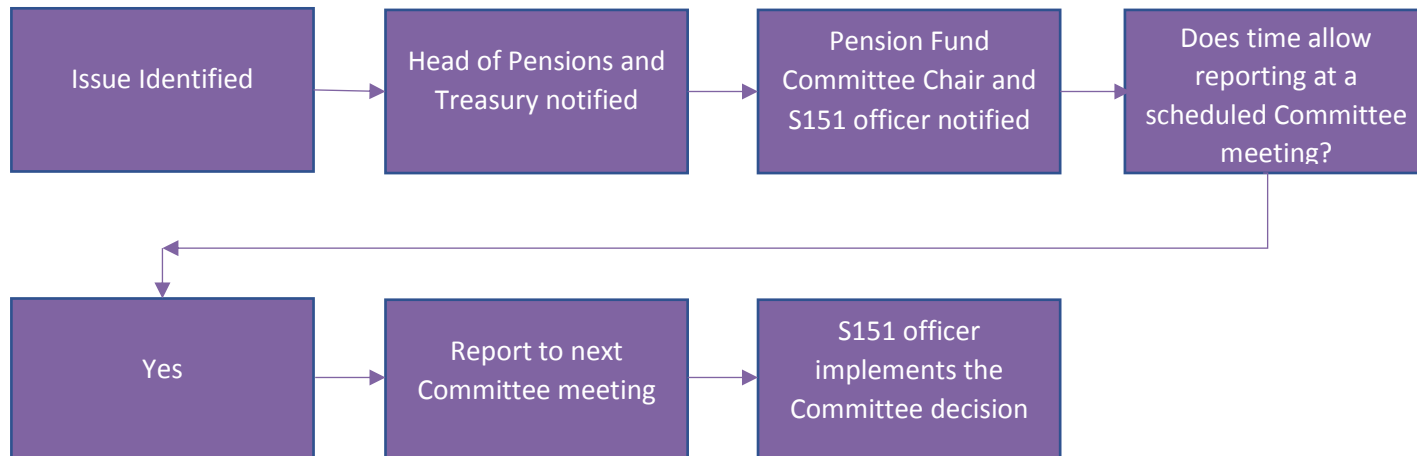 Issue Identified
Head of Pensions and
Treasury notified
Pension Fund
Committee Chair and
S151 officer notified
Does time allow
reporting at a
scheduled Committee
meeting?
Yes
Report to next
Committee meeting
S151 officer
implements the
Committee decision